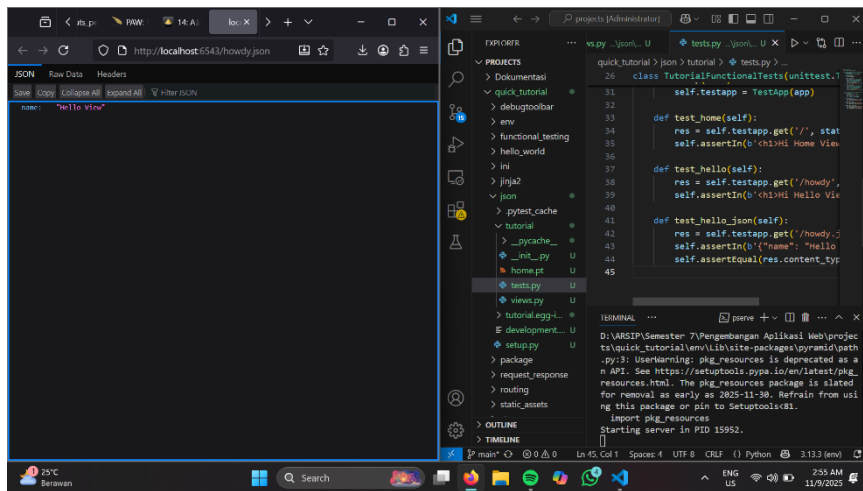 PAW:
14: A
loc
http://localhost:6543/howdy.json
JSON Raw Data Headers
Save Copy Collapse All Expand All Filter JSON
name: "Hello View"
projects [Administrator]
EXPLORER
PROJECTS
Dokumentasi
quick_tutorial
debugtoolbar
env
functional_testing
hello_world
ini
jinja2
json
.pytest_cache
tutorial
__pycache__
__init__.py U
home.pt U
tests.py U
views.py U
tutorial.egg-i...
development.... U
setup.py U
package
request_response
routing
static_assets
OUTLINE
TIMELINE
ws.py ...\json\... U tests.py ...\json\... U
quick_tutorial > json > tutorial > tests.py > ...
26 class TutorialFunctionalTests(unittest.T
31 self.testapp = TestApp(app)
32
33 def test_home(self):
34 res = self.testapp.get('/', stat
35 self.assertIn(b'<h1>Hi Home View
36
37 def test_hello(self):
38 res = self.testapp.get('/howdy',
39 self.assertIn(b'<h1>Hi Hello Vie
40
41 def test_hello_json(self):
42 res = self.testapp.get('/howdy.j
43 self.assertIn(b'{"name": "Hello
44 self.assertEqual(res.content_typ
45
TERMINAL ... pserve
D:\ARSIP\Semester 7\Pengembangan Aplikasi Web\projec
ts\quick_tutorial\env\Lib\site-packages\pyramid\path
.py:3: UserWarning: pkg_resources is deprecated as a
n API. See https://setuptools.pypa.io/en/latest/pkg_
resources.html. The pkg_resources package is slated
for removal as early as 2025-11-30. Refrain from usi
ng this package or pin to Setuptools<81.
import pkg_resources
Starting server in PID 15952.
main* 0 0 Ln 45, Col 1 Spaces: 4 UTF 8 CRLF {} Python 3.13.3 (env)
25°C
Berawan
Search
ENG
US
2:55 AM
11/9/2025